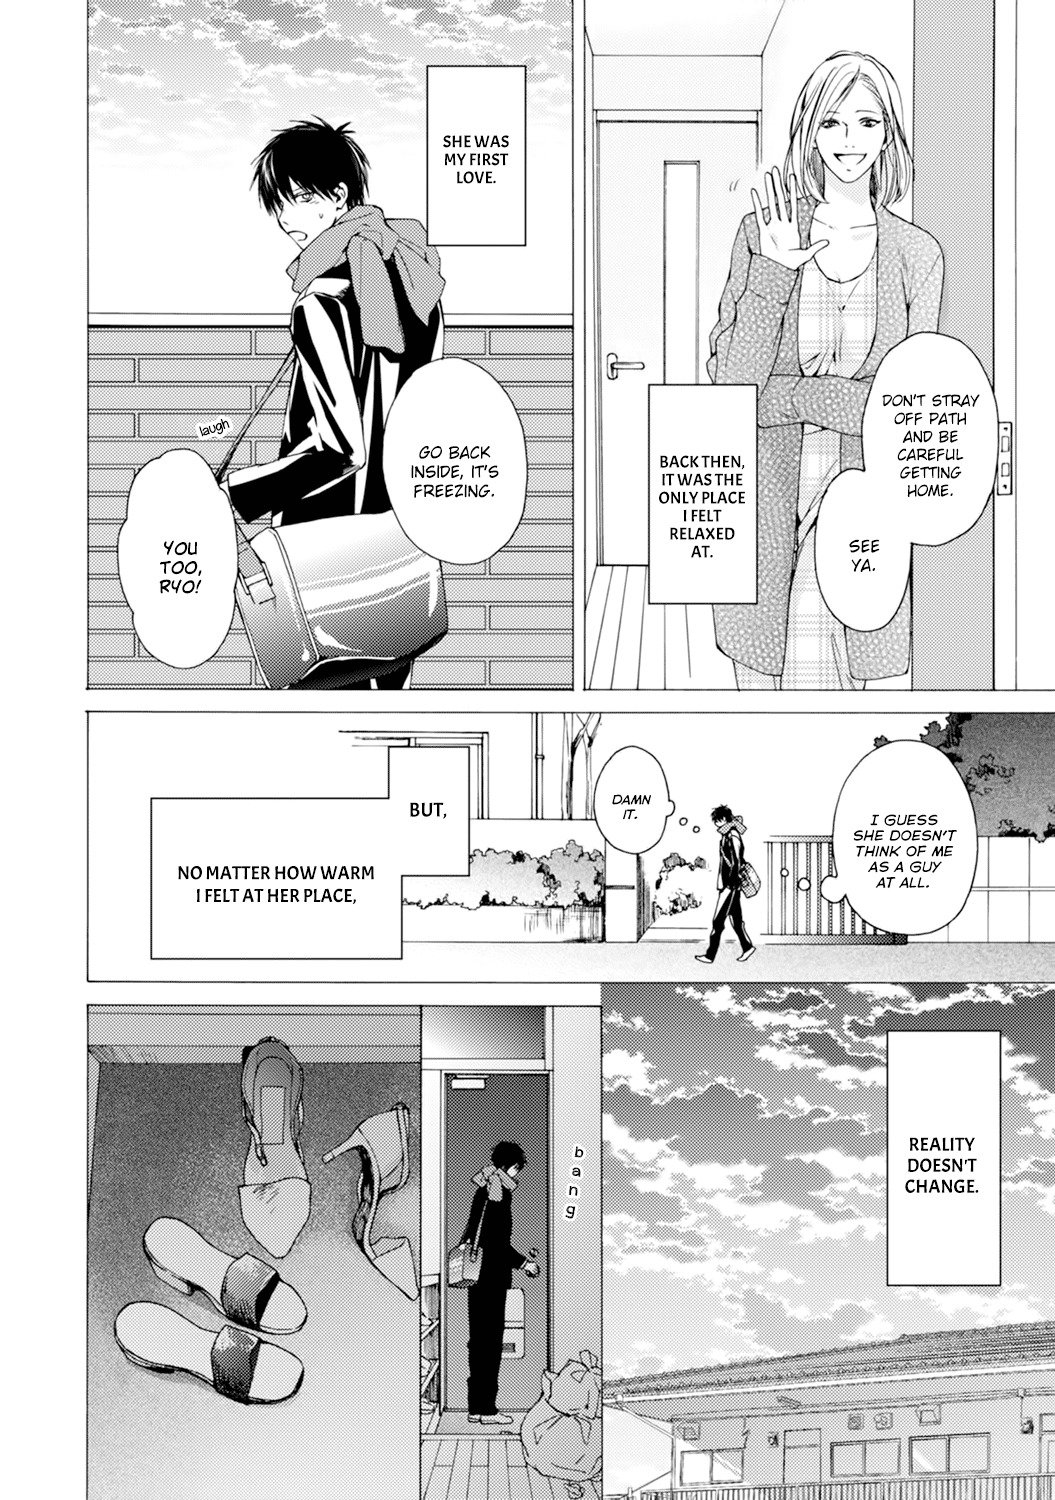 DON'T STRAY
OFF PATH
AND BE
CAREFUL
GETTING
HOME.
SEE
YA.
BACK THEN,
IT WAS THE
ONLY PLACE
I FELT
RELAXED
AT.
SHE WAS
MY FIRST
LOVE.
GO BACK
INSIDE, IT'S
FREEZING.
laugh
YOU
TOO,
RYO!
I GUESS
SHE DOESN'T
THINK OF ME
AS A GUY
AT ALL.
DAMN
IT.
BUT,
NO MATTER HOW WARM
I FELT AT HER PLACE,
REALITY
DOESN'T
CHANGE.
bang